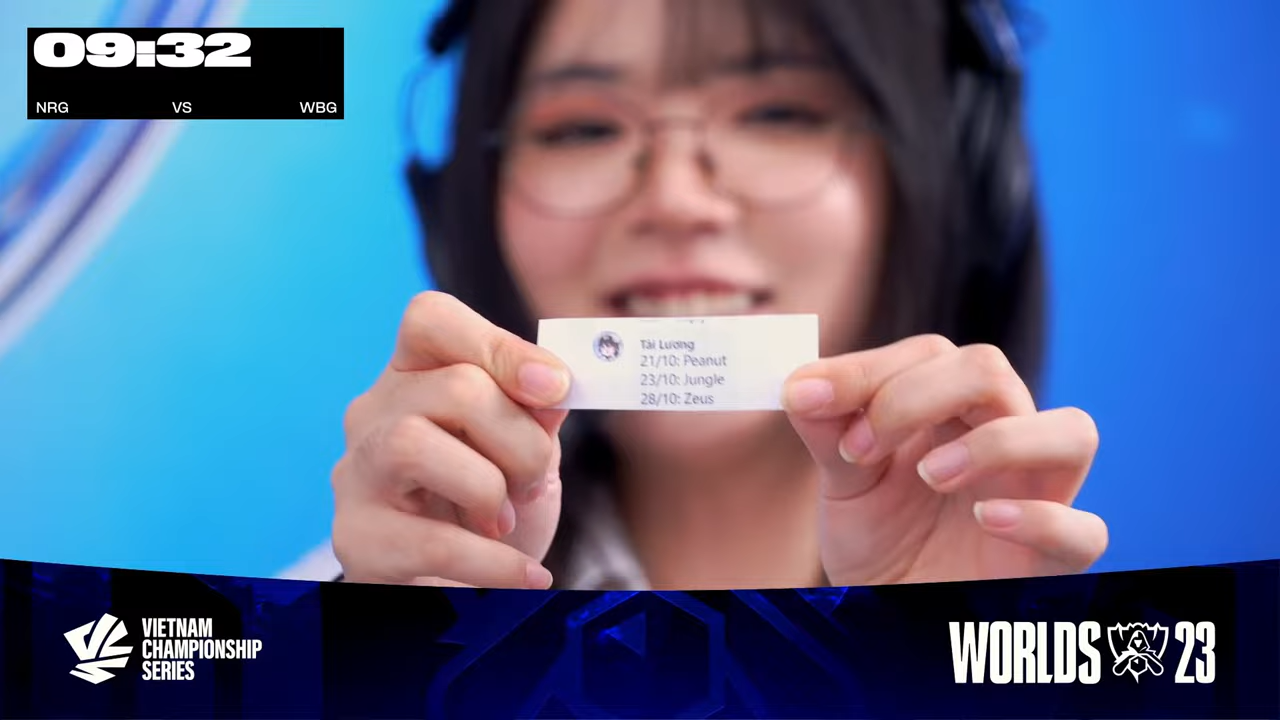 09:32
NRG VS WBG
Tài Lương
21/10: Peanut
23/10: Jungle
28/10: Zeus
VIETNAM
CHAMPIONSHIP
SERIES
WORLDS 23